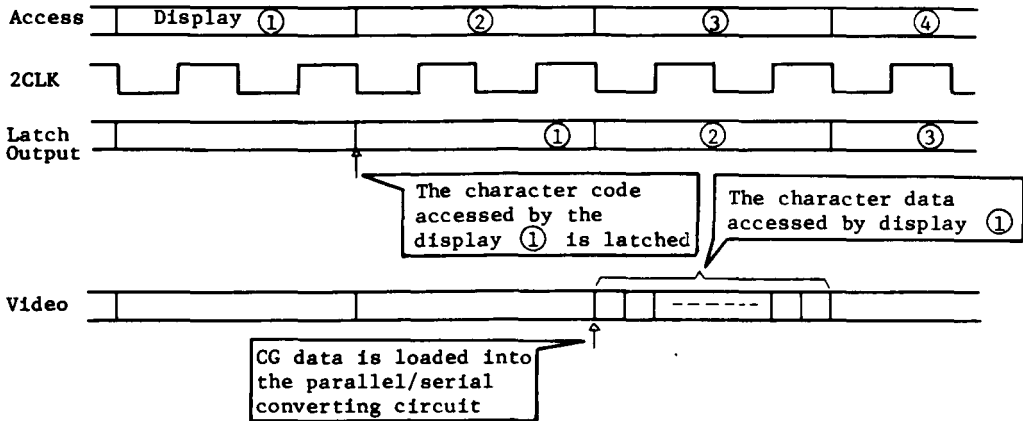 Access Display ① ② ③ ④
2CLK
Latch Output ① ② ③
The character code
accessed by the
display ① is latched
The character data
accessed by display ①
Video
CG data is loaded into
the parallel/serial
converting circuit